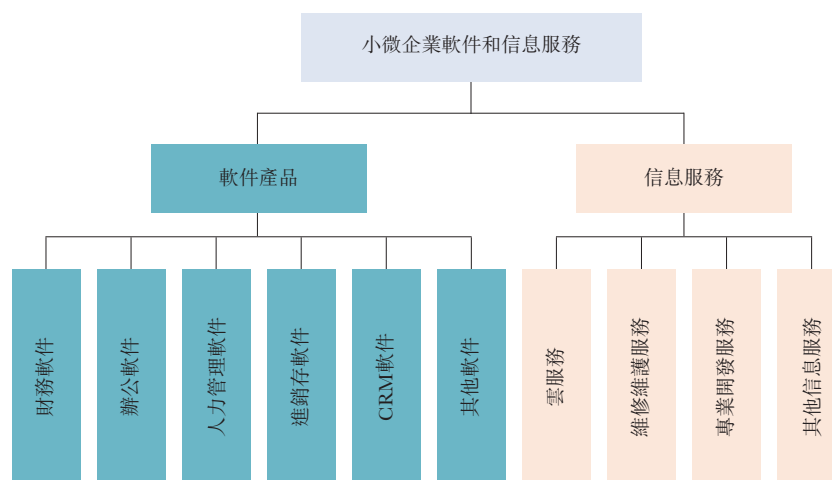 小微企業軟件和信息服務
軟件產品
信息服務
財務軟件
辦公軟件
人力管理軟件
進銷存軟件
CRM軟件
其他軟件
雲服務
維修維護服務
專業開發服務
其他信息服務